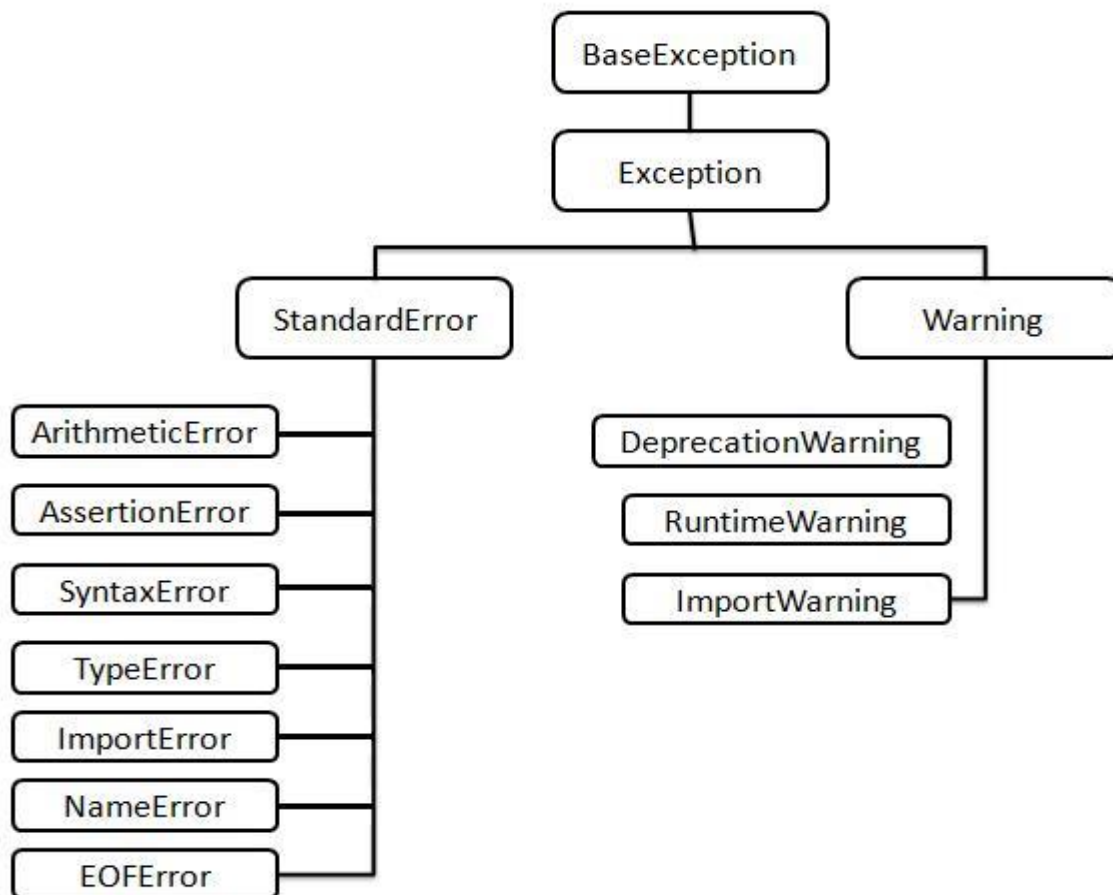 BaseException
Exception
StandardError
Warning
ArithmeticError
AssertionError
SyntaxError
TypeError
ImportError
NameError
EOFError
DeprecationWarning
RuntimeWarning
ImportWarning